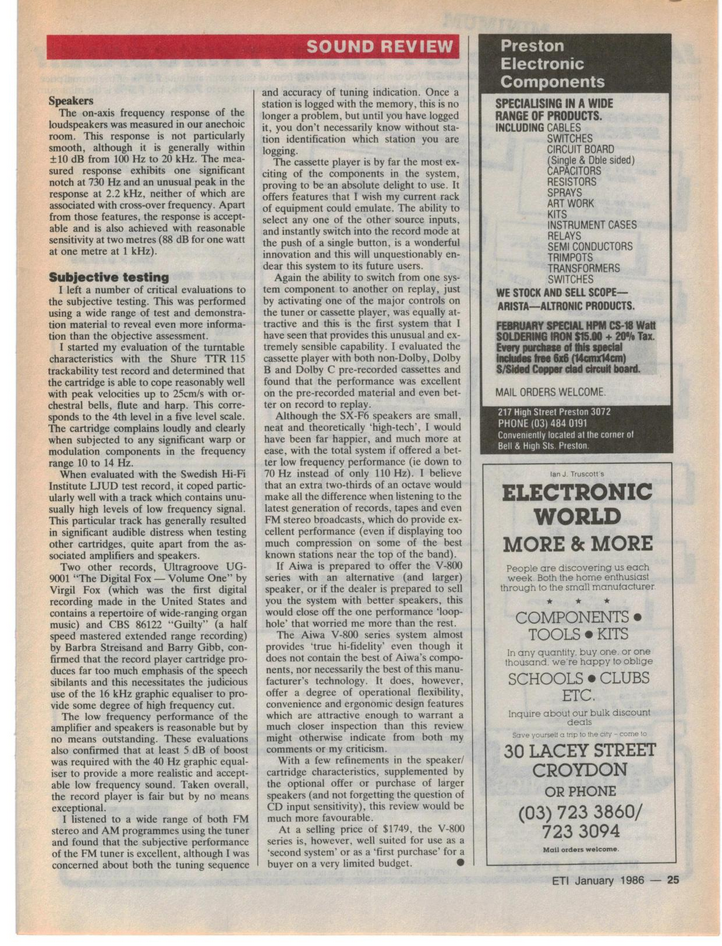 SOUND REVIEW
Speakers
The on-axis frequency response of the
loudspeakers was measured in our anechoic
room. This response is not particularly
smooth, although it is generally within
±10 dB from 100 Hz to 20 kHz. The mea-
sured response exhibits one significant
notch at 730 Hz and an unusual peak in the
response at 2.2 kHz, neither of which are
associated with cross-over frequency. Apart
from those features, the response is accept-
able and is also achieved with reasonable
sensitivity at two metres (88 dB for one watt
at one metre at 1 kHz).
Subjective testing
I left a number of critical evaluations to
the subjective testing. This was performed
using a wide range of test and demonstra-
tion material to reveal even more informa-
tion than the objective assessment.
I started my evaluation of the turntable
characteristics with the Shure TTR 115
trackability test record and determined that
the cartridge is able to cope reasonably well
with peak velocities up to 25cm/s with or-
chestral bells, flute and harp. This corre-
sponds to the 4th level in a five level scale.
The cartridge complains loudly and clearly
when subjected to any significant warp or
modulation components in the frequency
range 10 to 14 Hz.
When evaluated with the Swedish Hi-Fi
Institute LJUD test record, it coped partic-
ularly well with a track which contains unu-
sually high levels of low frequency signal.
This particular track has generally resulted
in significant audible distress when testing
other cartridges, quite apart from the as-
sociated amplifiers and speakers.
Two other records, Ultragroove UG-
9001 "The Digital Fox — Volume One" by
Virgil Fox (which was the first digital
recording made in the United States and
contains a repertoire of wide-ranging organ
music) and CBS 86122 "Guilty" (a half
speed mastered extended range recording)
by Barbra Streisand and Barry Gibb, con-
firmed that the record player cartridge pro-
duces far too much emphasis of the speech
sibilants and this necessitates the judicious
use of the 16 kHz graphic equaliser to pro-
vide some degree of high frequency cut.
The low frequency performance of the
amplifier and speakers is reasonable but by
no means outstanding. These evaluations
also confirmed that at least 5 dB of boost
was required with the 40 Hz graphic equal-
iser to provide a more realistic and accept-
able low frequency sound. Taken overall,
the record player is fair but by no means
exceptional.
I listened to a wide range of both FM
stereo and AM programmes using the tuner
and found that the subjective performance
of the FM tuner is excellent, although I was
concerned about both the tuning sequence
and accuracy of tuning indication. Once a
station is logged with the memory, this is no
longer a problem, but until you have logged
it, you don't necessarily know without sta-
tion identification which station you are
logging.
The cassette player is by far the most ex-
citing of the components in the system,
proving to be an absolute delight to use. It
offers features that I wish my current rack
of equipment could emulate. The ability to
select any one of the other source inputs,
and instantly switch into the record mode at
the push of a single button, is a wonderful
innovation and this will unquestionably en-
dear this system to its future users.
Again the ability to switch from one sys-
tem component to another on replay, just
by activating one of the major controls on
the tuner or cassette player, was equally at-
tractive and this is the first system that I
have seen that provides this unusual and ex-
tremely sensible capability. I evaluated the
cassette player with both non-Dolby, Dolby
B and Dolby C pre-recorded cassettes and
found that the performance was excellent
on the pre-recorded material and even bet-
ter on record to replay.
Although the SX-F6 speakers are small,
neat and theoretically 'high-tech', I would
have been far happier, and much more at
ease, with the total system if offered a bet-
ter low frequency performance (ie down to
70 Hz instead of only 110 Hz). I believe
that an extra two-thirds of an octave would
make all the difference when listening to the
latest generation of records, tapes and even
FM stereo broadcasts, which do provide ex-
cellent performance (even if displaying too
much compression on some of the best
known stations near the top of the band).
If Aiwa is prepared to offer the V-800
series with an alternative (and larger)
speaker, or if the dealer is prepared to sell
you the system with better speakers, this
would close off the one performance 'loop-
hole' that worried me more than the rest.
The Aiwa V-800 series system almost
provides 'true hi-fidelity' even though it
does not contain the best of Aiwa's compo-
nents, nor necessarily the best of this manu-
facturer's technology. It does, however,
offer a degree of operational flexibility,
convenience and ergonomic design features
which are attractive enough to warrant a
much closer inspection than this review
might otherwise indicate from both my
comments or my criticism.
With a few refinements in the speaker/
cartridge characteristics, supplemented by
the optional offer or purchase of larger
speakers (and not forgetting the question of
CD input sensitivity), this review would be
much more favourable.
At a selling price of $1749, the V-800
series is, however, well suited for use as a
'second system' or as a 'first purchase' for a
buyer on a very limited budget. ●
Preston
Electronic
Components
SPECIALISING IN A WIDE
RANGE OF PRODUCTS.
INCLUDING CABLES
SWITCHES
CIRCUIT BOARD
(Single & Dble sided)
CAPACITORS
RESISTORS
SPRAYS
ART WORK
KITS
INSTRUMENT CASES
RELAYS
SEMI CONDUCTORS
TRIMPOTS
TRANSFORMERS
SWITCHES
WE STOCK AND SELL SCOPE—
ARISTA—ALTRONIC PRODUCTS.
FEBRUARY SPECIAL HPM CS-18 Watt
SOLDERING IRON $15.00 + 20% Tax.
Every purchase of this special
includes free 6x6 (14cmx14cm)
S/Sided Copper clad circuit board.
MAIL ORDERS WELCOME.
217 High Street Preston 3072
PHONE (03) 484 0191
Conveniently located at the corner of
Bell & High Sts. Preston.
Ian J. Truscott's
ELECTRONIC
WORLD
MORE & MORE
People are discovering us each
week. Both the home enthusiast
through to the small manufacturer
★ ★ ★
COMPONENTS ●
TOOLS ● KITS
In any quantity, buy one, or one
thousand, we're happy to oblige
SCHOOLS ● CLUBS
ETC.
Inquire about our bulk discount
deals
Save yourself a trip to the city – come to
30 LACEY STREET
CROYDON
OR PHONE
(03) 723 3860/
723 3094
Mail orders welcome.
ETI January 1986 — 25